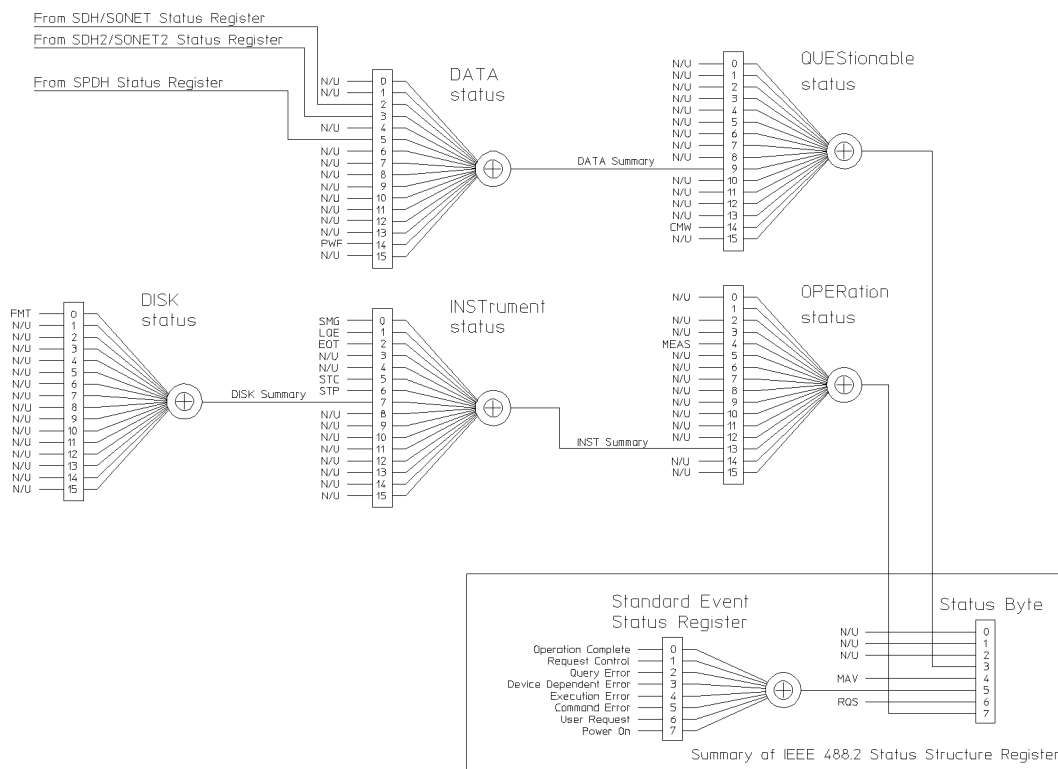 From SDH/SONET Status Register
From SDH2/SONET2 Status Register
From SPDH Status Register
DATA
status
N/U 0
N/U 1
2
3
N/U 4
5
N/U 6
N/U 7
N/U 8
N/U 9
N/U 10
N/U 11
N/U 12
N/U 13
PWF 14
N/U 15
DATA Summary
QUEStionable
status
N/U 0
N/U 1
N/U 2
N/U 3
N/U 4
N/U 5
N/U 6
N/U 7
N/U 8
9
N/U 10
N/U 11
N/U 12
N/U 13
CMW 14
N/U 15
DISK
status
FMT 0
N/U 1
N/U 2
N/U 3
N/U 4
N/U 5
N/U 6
N/U 7
N/U 8
N/U 9
N/U 10
N/U 11
N/U 12
N/U 13
N/U 14
N/U 15
DISK Summary
INSTrument
status
SMG 0
LQE 1
EOT 2
N/U 3
N/U 4
STC 5
STP 6
7
N/U 8
N/U 9
N/U 10
N/U 11
N/U 12
N/U 13
N/U 14
N/U 15
INST Summary
OPERation
status
N/U 0
1
N/U 2
N/U 3
MEAS 4
N/U 5
N/U 6
N/U 7
N/U 8
N/U 9
N/U 10
N/U 11
N/U 12
13
N/U 14
N/U 15
Standard Event
Status Register
Operation Complete 0
Request Control 1
Query Error 2
Device Dependent Error 3
Execution Error 4
Command Error 5
User Request 6
Power On 7
Status Byte
N/U 0
N/U 1
N/U 2
3
MAV 4
5
RQS 6
7
Summary of IEEE 488.2 Status Structure Register